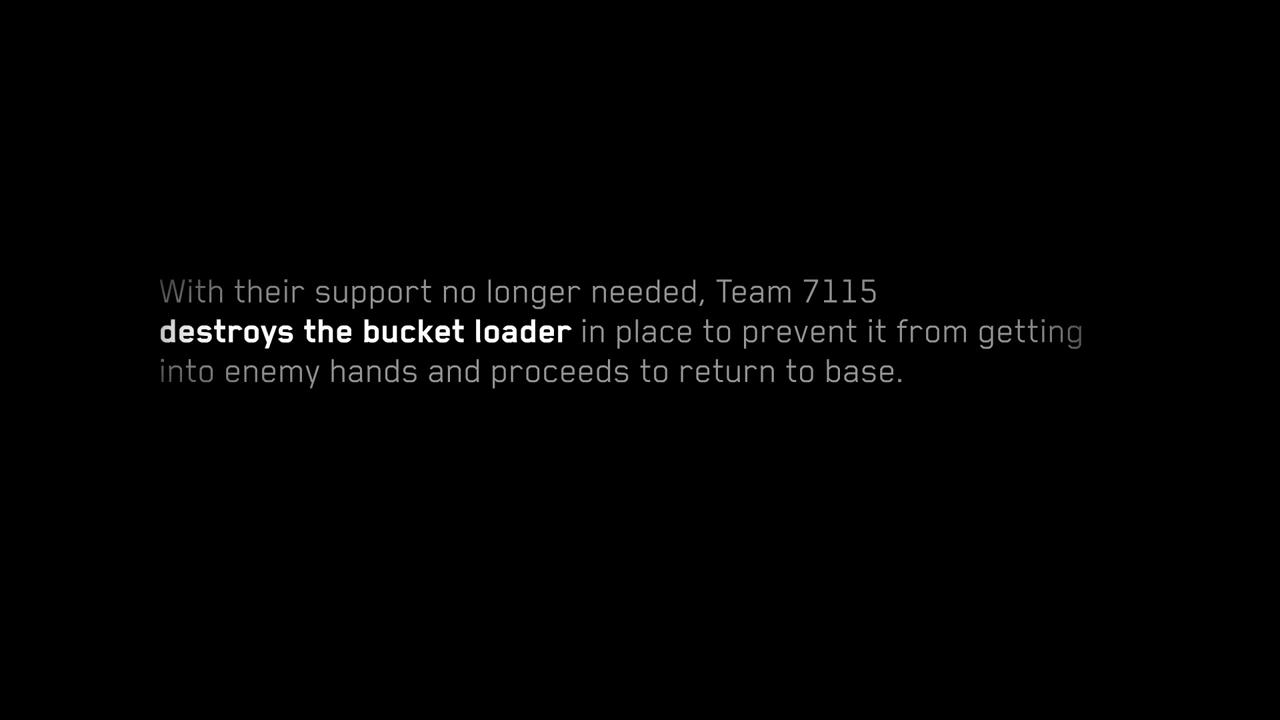 With their support no longer needed, Team 7115
destroys the bucket loader in place to prevent it from getting
into enemy hands and proceeds to return to base.